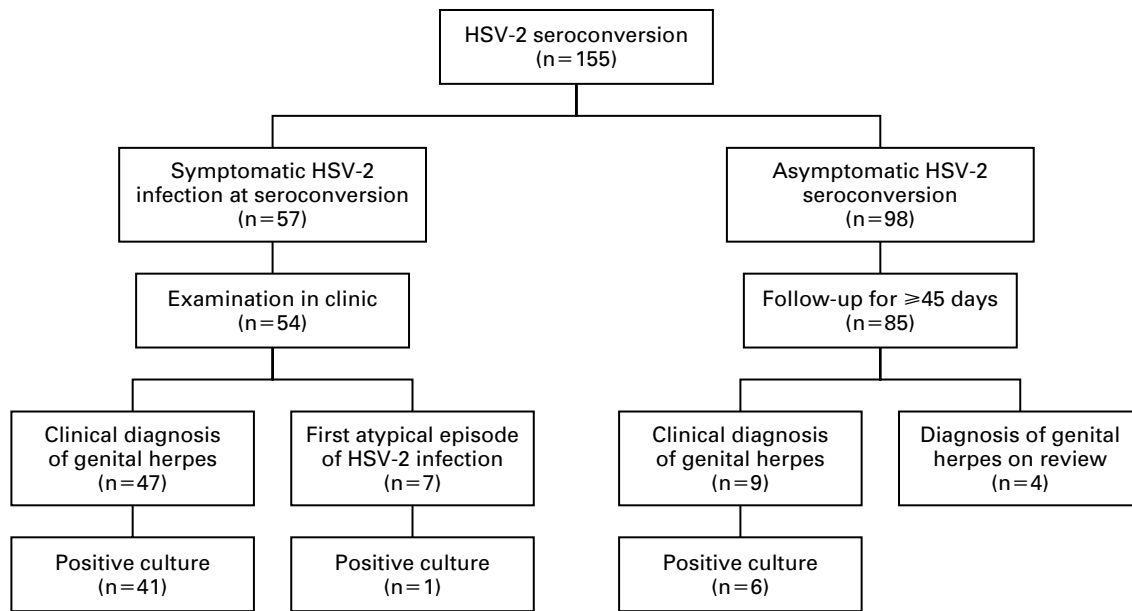 HSV-2 seroconversion
(n=155)
Symptomatic HSV-2
infection at seroconversion
(n=57)
Asymptomatic HSV-2
seroconversion
(n=98)
Examination in clinic
(n=54)
Follow-up for ⩾45 days
(n=85)
Clinical diagnosis
of genital herpes
(n=47)
First atypical episode
of HSV-2 infection
(n=7)
Clinical diagnosis
of genital herpes
(n=9)
Diagnosis of genital
herpes on review
(n=4)
Positive culture
(n=41)
Positive culture
(n=1)
Positive culture
(n=6)